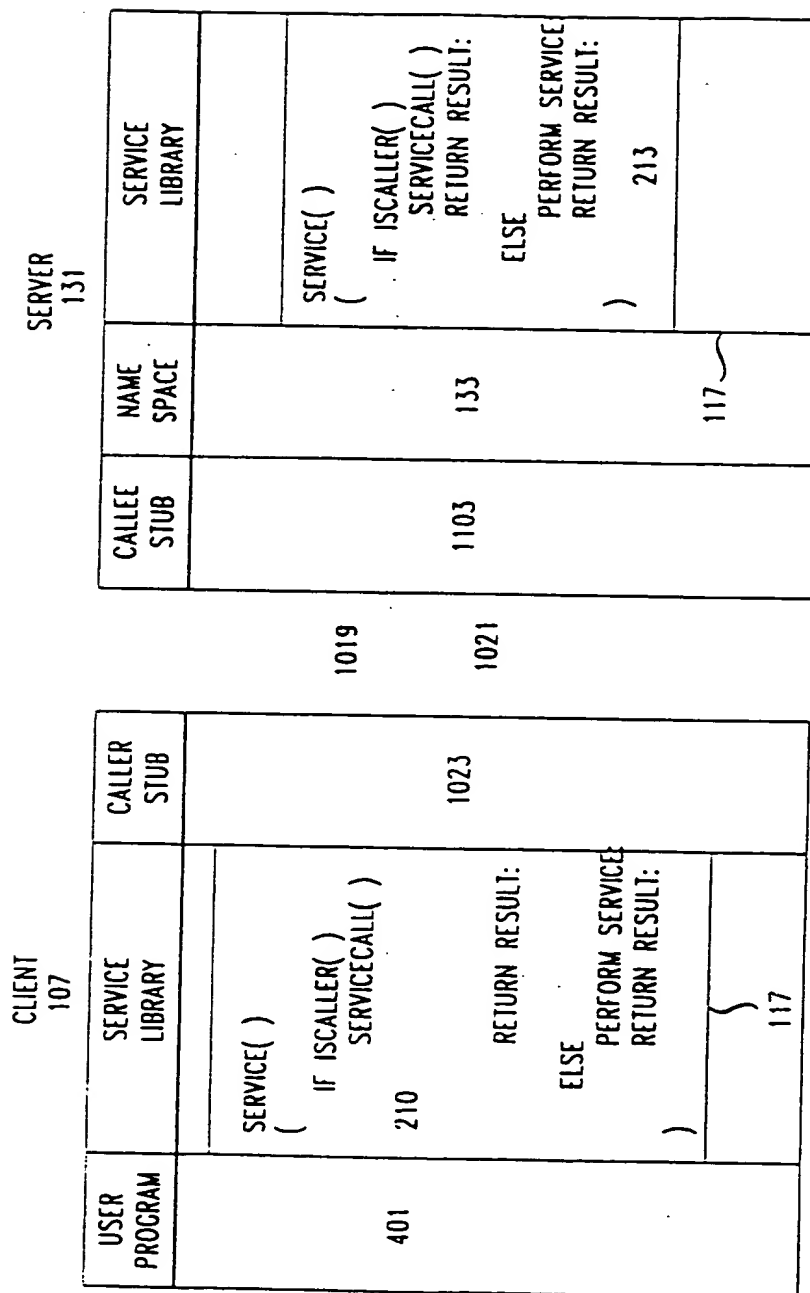 CLIENT
107
USER
PROGRAM
SERVICE
LIBRARY
CALLER
STUB
401
SERVICE( )
(
IF ISCALLER( )
SERVICECALL( )
210
RETURN RESULT:
ELSE
PERFORM SERVICE:
RETURN RESULT:
)
117
1023
1019
1021
SERVER
131
CALLEE
STUB
NAME
SPACE
SERVICE
LIBRARY
1103
133
SERVICE( )
(
IF ISCALLER( )
SERVICECALL( )
RETURN RESULT:
ELSE
PERFORM SERVICE:
RETURN RESULT:
)
213
117